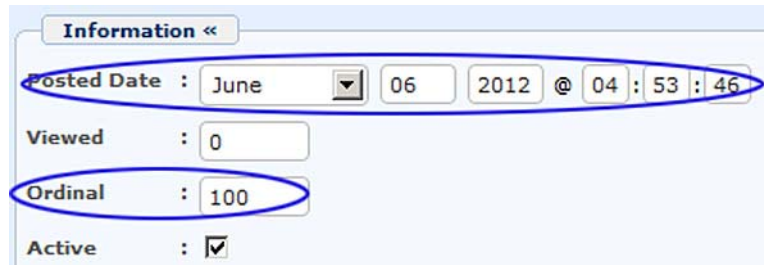 Information «
Posted Date : June 06 2012 @ 04 : 53 : 46
Viewed : 0
Ordinal : 100
Active :